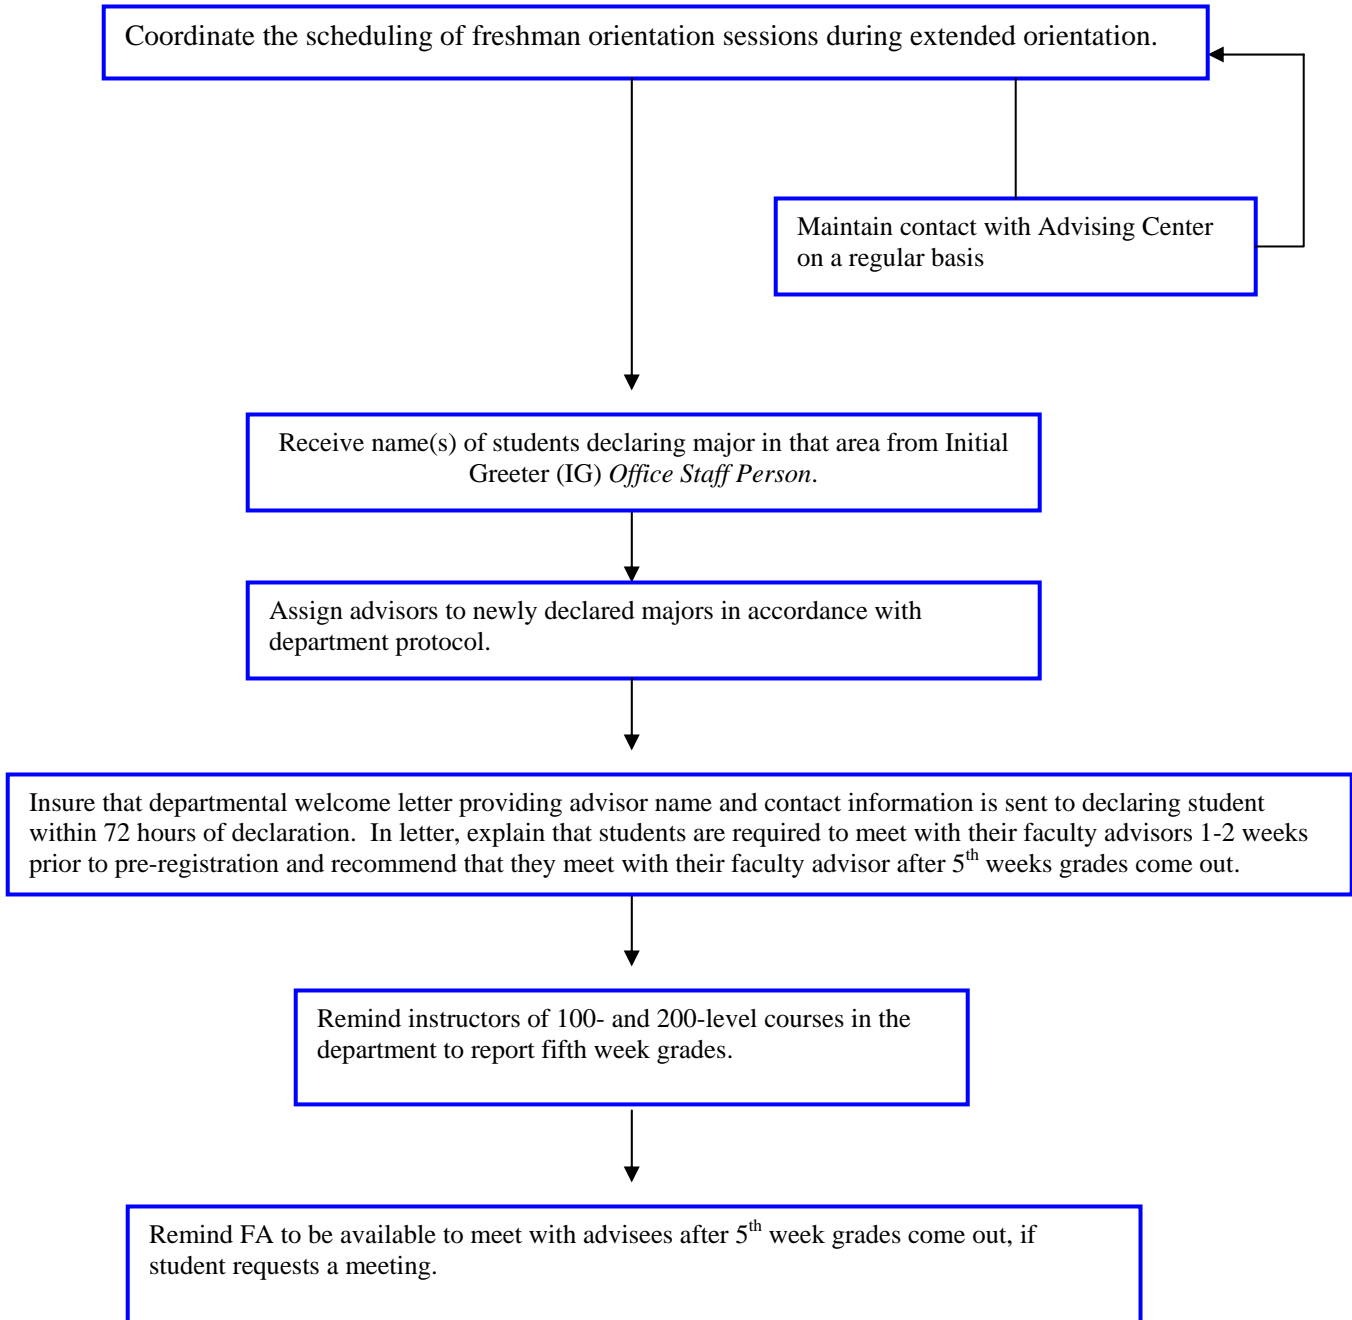 Coordinate the scheduling of freshman orientation sessions during extended orientation.
Maintain contact with Advising Center
on a regular basis
Receive name(s) of students declaring major in that area from Initial
Greeter (IG) Office Staff Person.
Assign advisors to newly declared majors in accordance with
department protocol.
Insure that departmental welcome letter providing advisor name and contact information is sent to declaring student
within 72 hours of declaration.  In letter, explain that students are required to meet with their faculty advisors 1-2 weeks
prior to pre-registration and recommend that they meet with their faculty advisor after 5th weeks grades come out.
Remind instructors of 100- and 200-level courses in the
department to report fifth week grades.
Remind FA to be available to meet with advisees after 5th week grades come out, if
student requests a meeting.